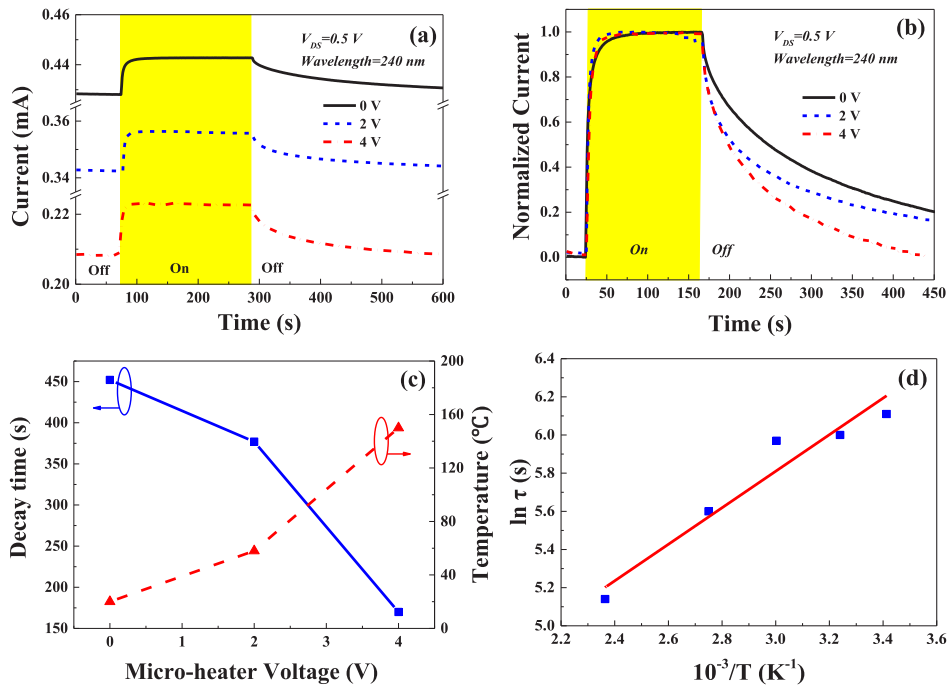 (a)
V_DS=0.5 V
Wavelength=240 nm
0 V
2 V
4 V
Off
On
Off
Current (mA)
0.46
0.44
0.36
0.34
0.22
0.20
0 100 200 300 400 500 600
Time (s)
(b)
V_DS=0.5 V
Wavelength=240 nm
0 V
2 V
4 V
On
Off
Normalized Current
1.0
0.8
0.6
0.4
0.2
0.0
0 50 100 150 200 250 300 350 400 450
Time (s)
(c)
Decay time (s)
450
400
350
300
250
200
150
Temperature (℃)
200
160
120
80
40
0
0 1 2 3 4
Micro-heater Voltage (V)
(d)
ln τ (s)
6.4
6.2
6.0
5.8
5.6
5.4
5.2
5.0
2.2 2.4 2.6 2.8 3.0 3.2 3.4 3.6
10⁻³/T (K⁻¹)